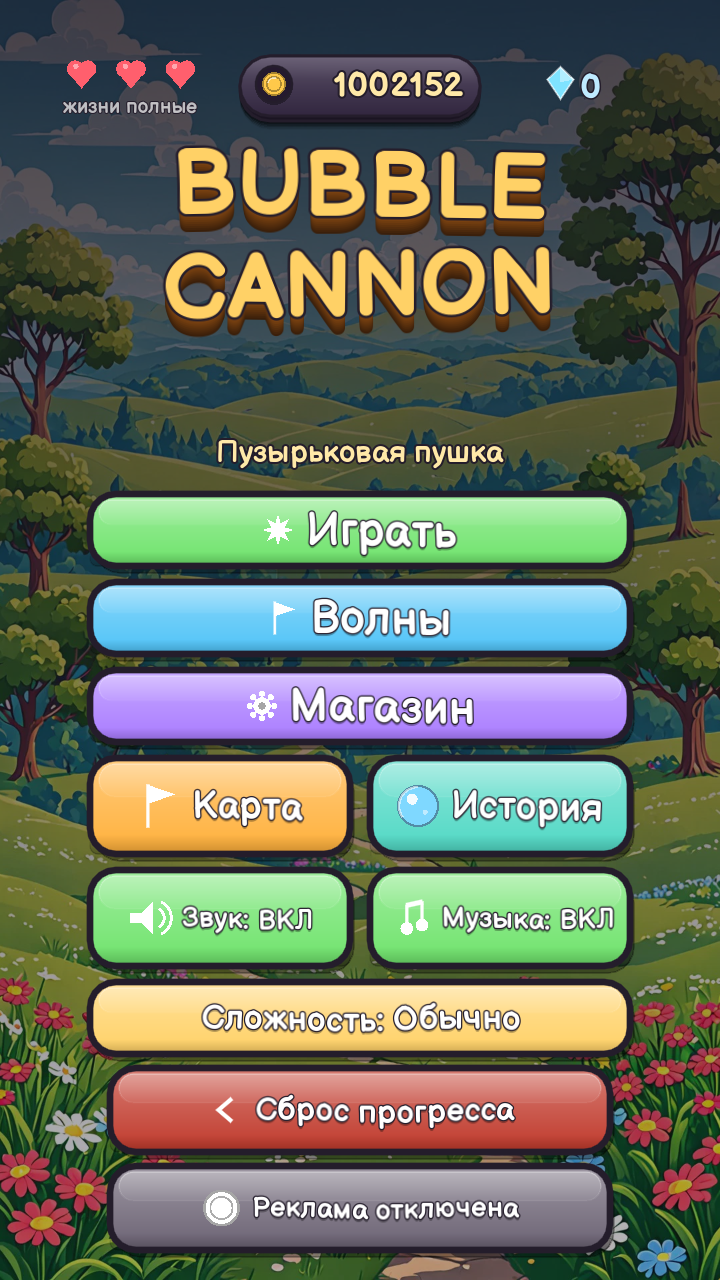 1002152
0
жизни полные
BUBBLE
CANNON
Пузырьковая пушка
Играть
Волны
Магазин
Карта
История
Звук: ВКЛ
Музыка: ВКЛ
Сложность: Обычно
Сброс прогресса
Реклама отключена